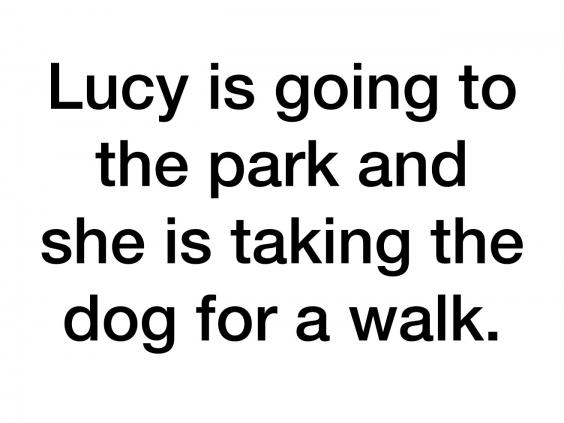 Lucy is going to
the park and
she is taking the
dog for a walk.